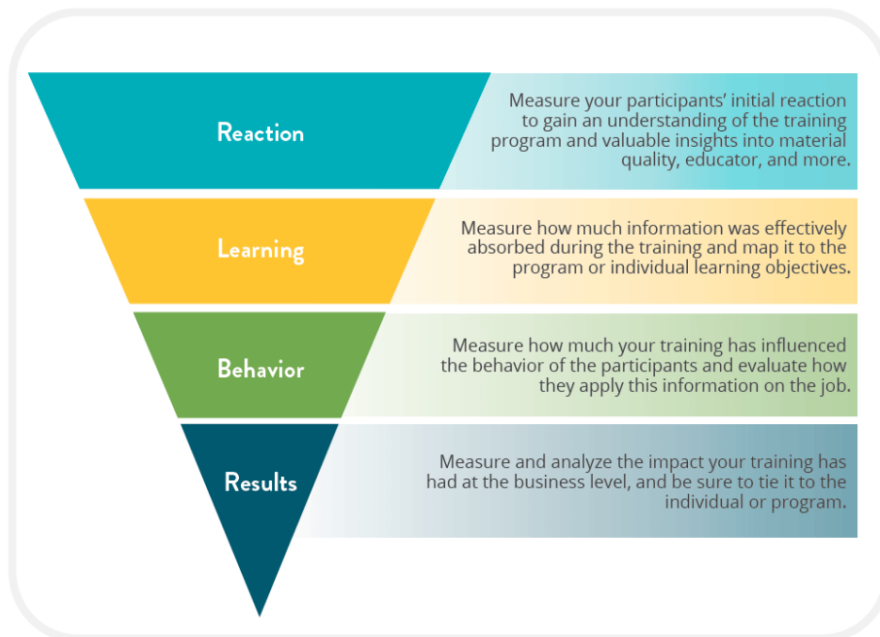 Reaction
Measure your participants’ initial reaction
to gain an understanding of the training
program and valuable insights into material
quality, educator, and more.
Learning
Measure how much information was effectively
absorbed during the training and map it to the
program or individual learning objectives.
Behavior
Measure how much your training has influenced
the behavior of the participants and evaluate how
they apply this information on the job.
Results
Measure and analyze the impact your training has
had at the business level, and be sure to tie it to the
individual or program.